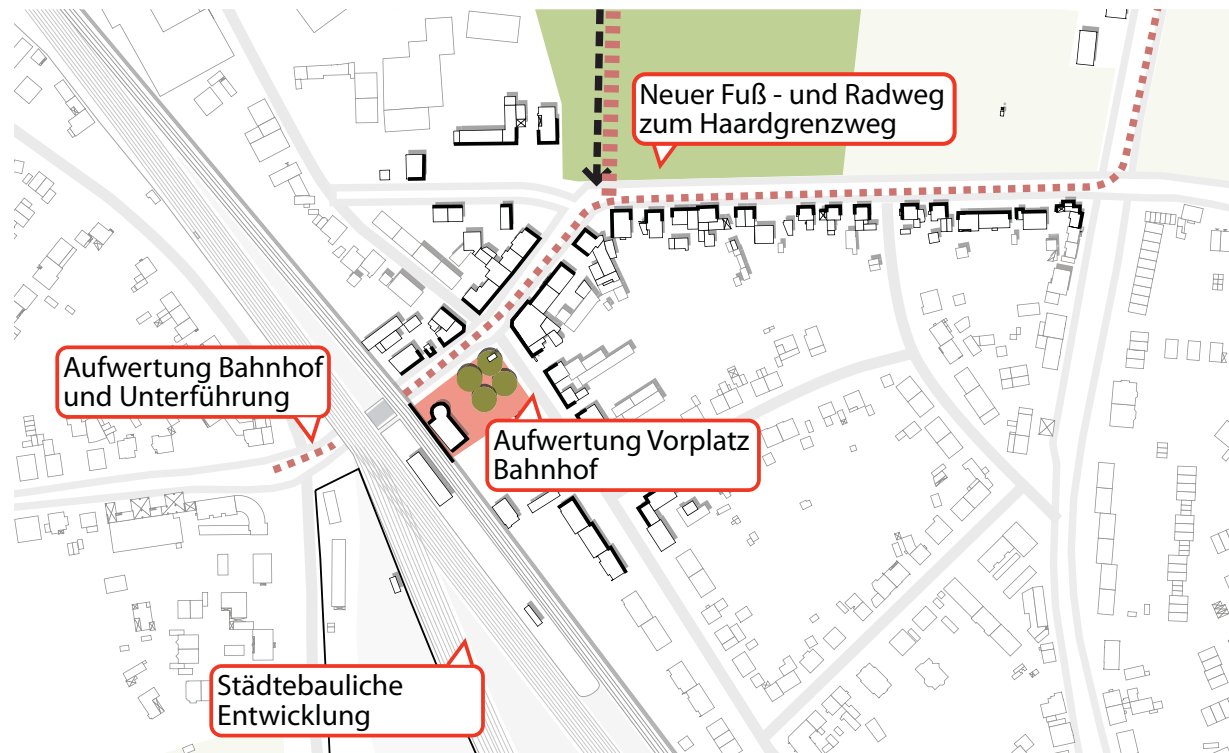 Neuer Fuß - und Radweg
zum Haardgrenzweg
Aufwertung Bahnhof
und Unterführung
Aufwertung Vorplatz
Bahnhof
Städtebauliche
Entwicklung